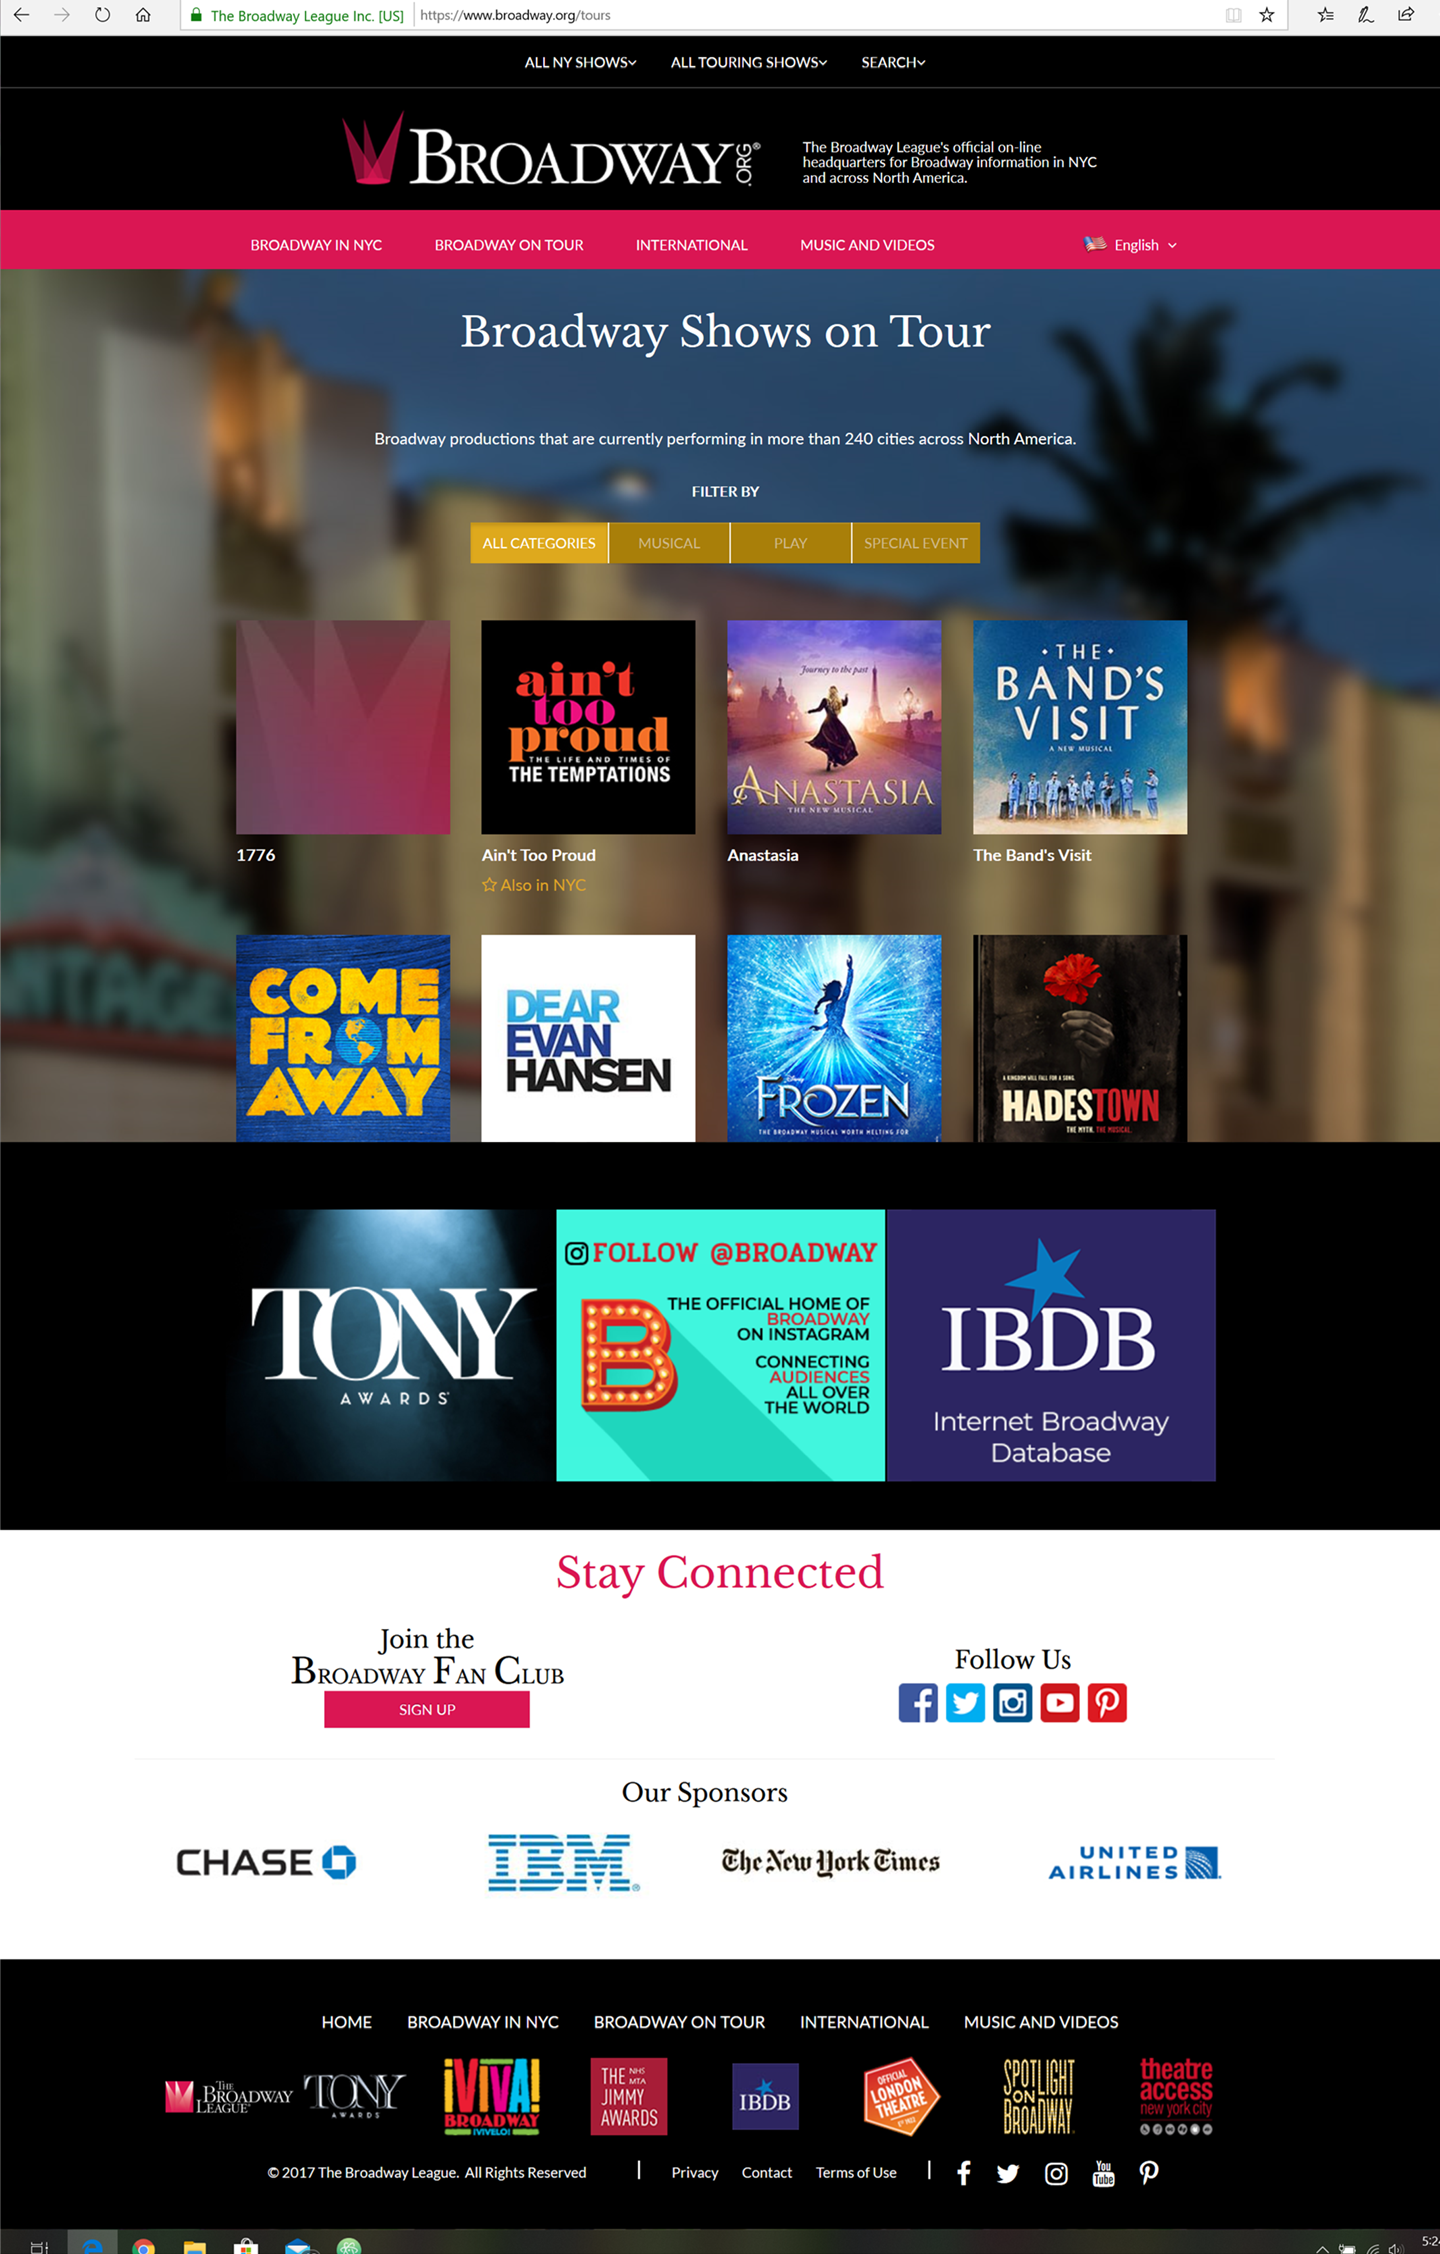 The Broadway League Inc. [US]
https://www.broadway.org/tours
ALL NY SHOWS
ALL TOURING SHOWS
SEARCH
BROADWAY.ORG®
The Broadway League's official on-line
headquarters for Broadway information in NYC
and across North America.
BROADWAY IN NYC
BROADWAY ON TOUR
INTERNATIONAL
MUSIC AND VIDEOS
English
Broadway Shows on Tour
Broadway productions that are currently performing in more than 240 cities across North America.
FILTER BY
ALL CATEGORIES
MUSICAL
PLAY
SPECIAL EVENT
ain't
too
proud
THE LIFE AND TIMES OF
THE TEMPTATIONS
Journey to the past
ANASTASIA
THE NEW MUSICAL
·THE·
BAND'S
VISIT
A NEW MUSICAL
1776
Ain't Too Proud
Anastasia
The Band's Visit
Also in NYC
NTAGE
COME
FROM
AWAY
DEAR
EVAN
HANSEN
Disney
FROZEN
THE BROADWAY MUSICAL WORTH MELTING FOR
A KINGDOM WILL FALL FOR A SONG.
HADESTOWN
THE MYTH. THE MUSICAL.
TONY
AWARDS
FOLLOW @BROADWAY
B
THE OFFICIAL HOME OF
BROADWAY
ON INSTAGRAM
CONNECTING
AUDIENCES
ALL OVER
THE WORLD
IBDB
Internet Broadway
Database
Stay Connected
Join the
BROADWAY FAN CLUB
SIGN UP
Follow Us
Our Sponsors
CHASE
IBM®
The New York Times
UNITED
AIRLINES
HOME
BROADWAY IN NYC
BROADWAY ON TOUR
INTERNATIONAL
MUSIC AND VIDEOS
THE
BROADWAY
LEAGUE
TONY
AWARDS
¡VIVA!
BROADWAY
¡VIVELO!
THE NHS
MTA
JIMMY
AWARDS
IBDB
OFFICIAL
LONDON
THEATRE
SPOTLIGHT
ON
BROADWAY
theatre
access
new york city
© 2017 The Broadway League. All Rights Reserved
Privacy
Contact
Terms of Use
You
Tube